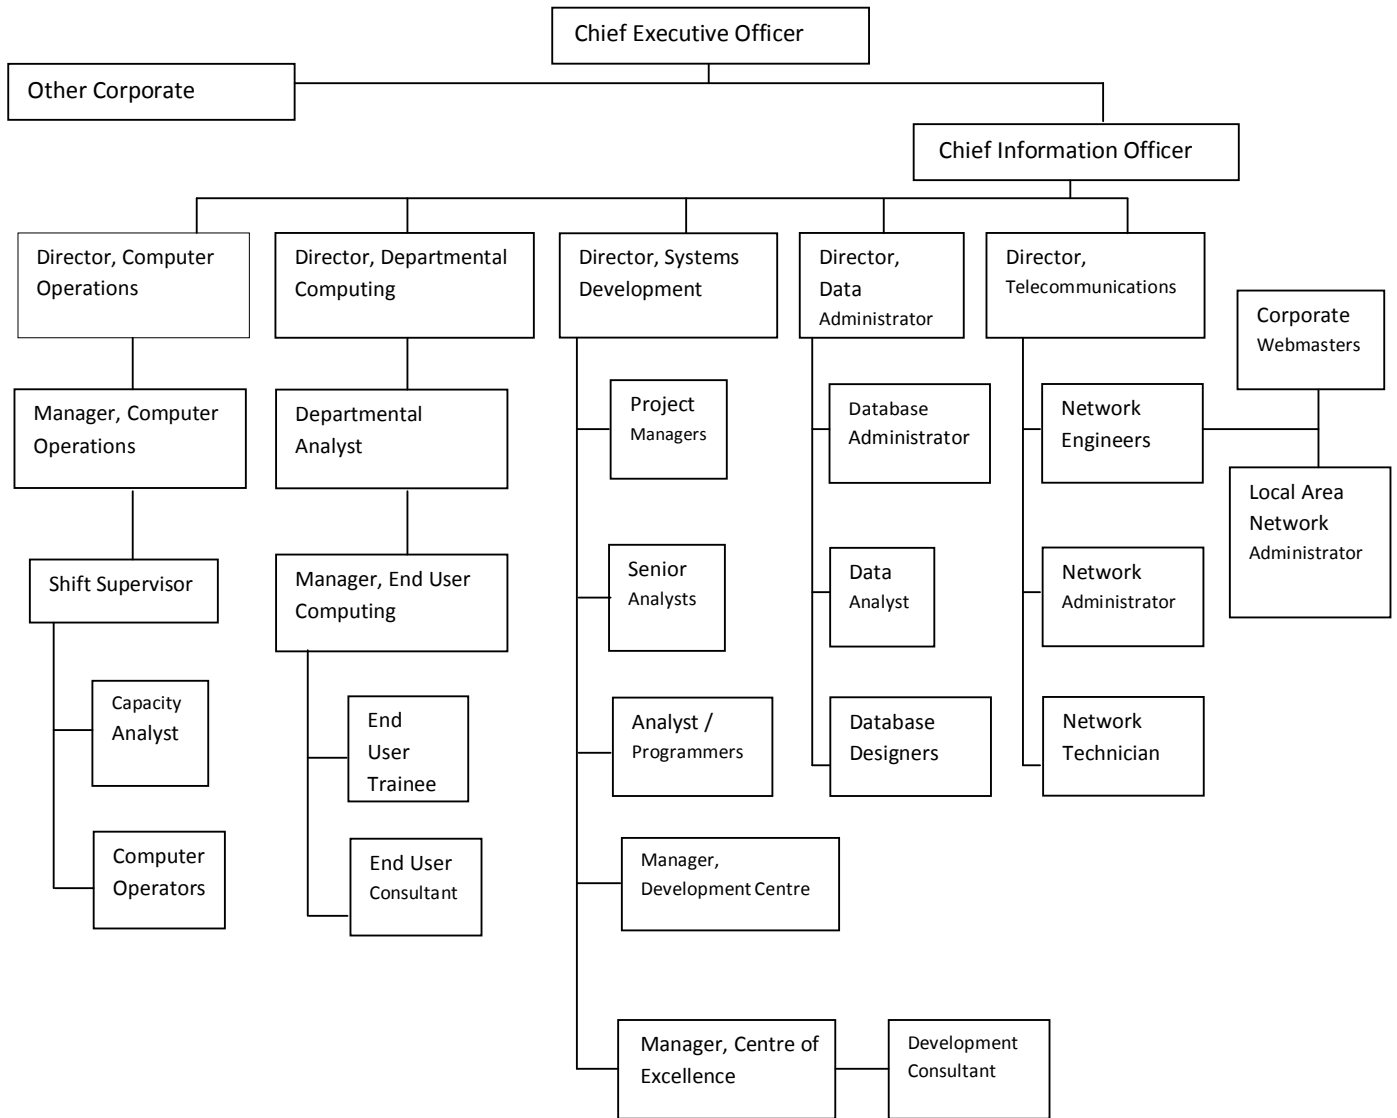 Chief Executive Officer
Other Corporate
Chief Information Officer
Director, Computer
Operations
Director, Departmental
Computing
Director, Systems
Development
Director,
Data
Administrator
Director,
Telecommunications
Corporate
Webmasters
Manager, Computer
Operations
Departmental
Analyst
Project
Managers
Database
Administrator
Network
Engineers
Local Area
Network
Administrator
Shift Supervisor
Manager, End User
Computing
Senior
Analysts
Data
Analyst
Network
Administrator
Capacity
Analyst
End
User
Trainee
Analyst /
Programmers
Database
Designers
Network
Technician
Computer
Operators
End User
Consultant
Manager,
Development Centre
Manager, Centre of
Excellence
Development
Consultant